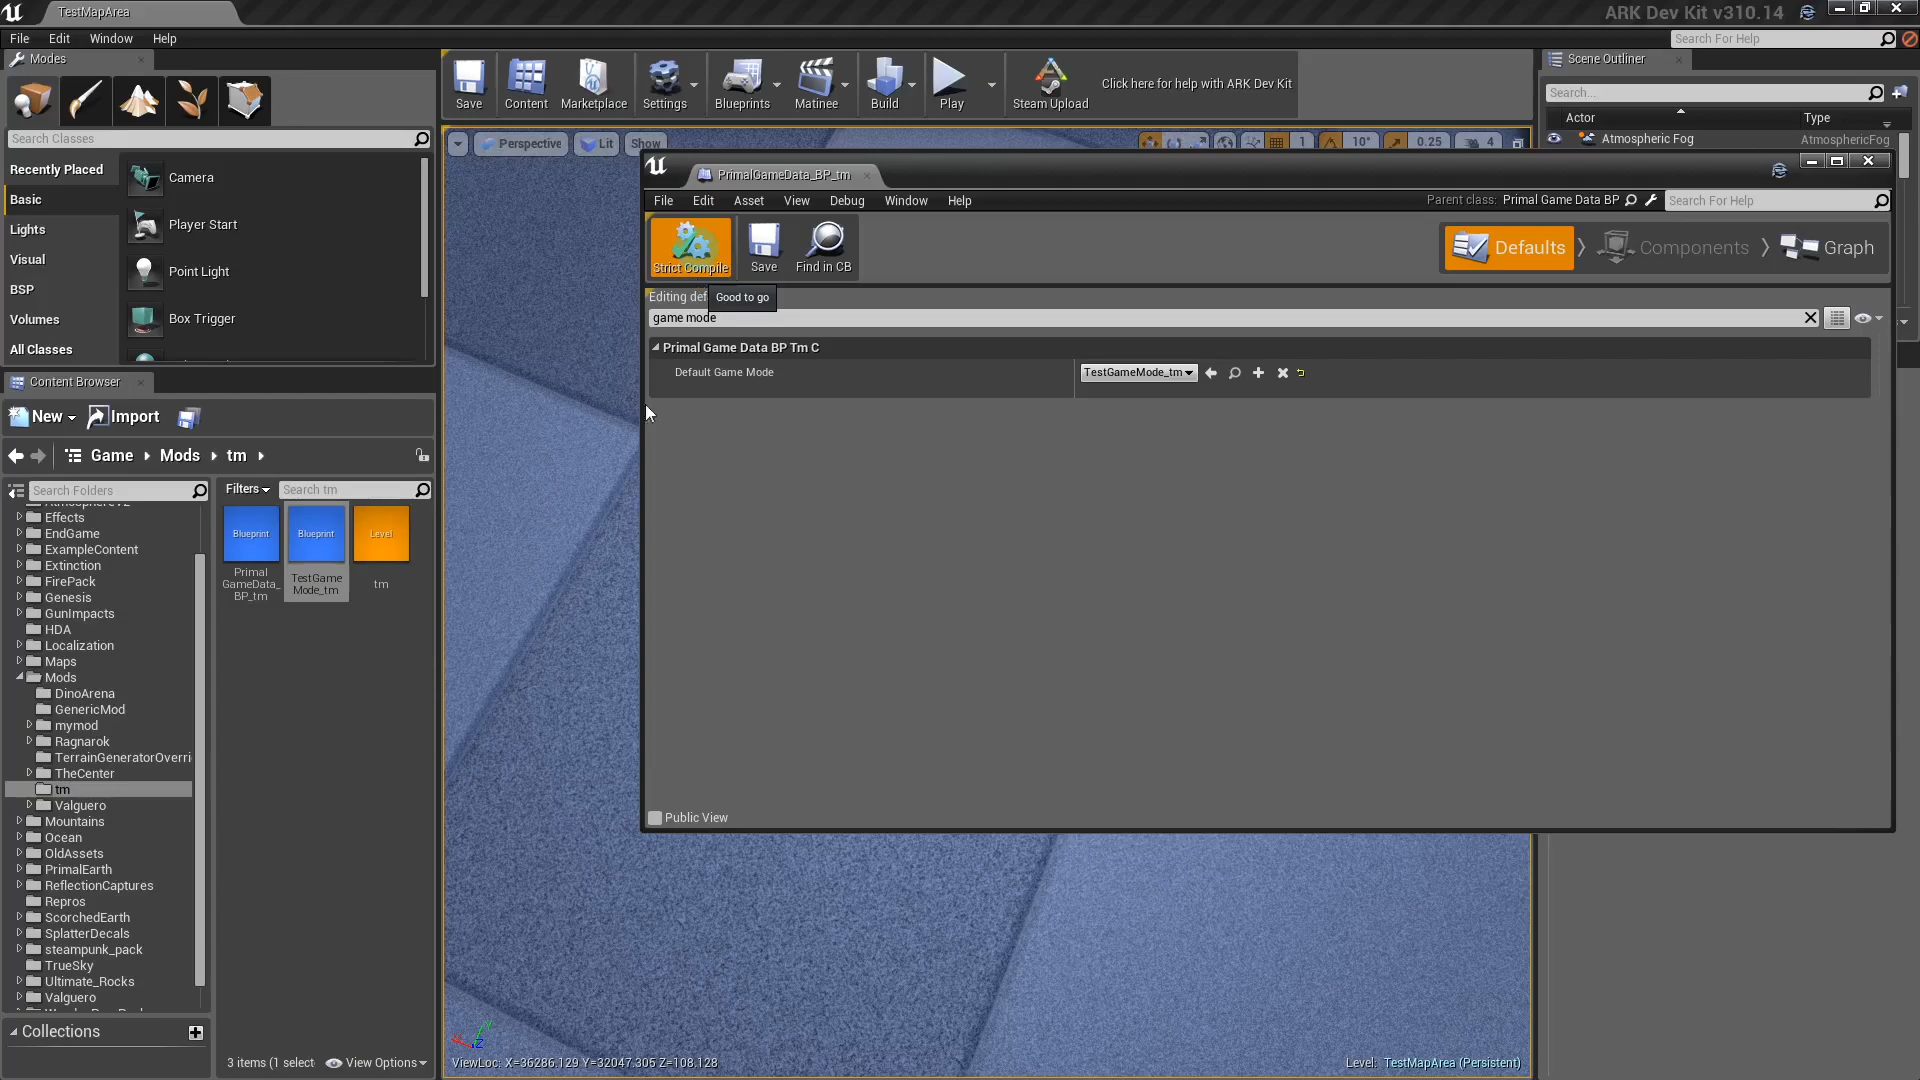 TestMapArea
ARK Dev Kit v310.14
File Edit Window Help
Search For Help
Modes
Search Classes
Recently Placed
Basic
Lights
Visual
BSP
Volumes
All Classes
Camera
Player Start
Point Light
Box Trigger
Save
Content
Marketplace
Settings
Blueprints
Matinee
Build
Play
Steam Upload
Click here for help with ARK Dev Kit
Scene Outliner
Search...
Actor
Type
Atmospheric Fog
AtmosphericFog
Perspective
Lit
Show
1
10°
0.25
4
PrimalGameData_BP_tm
File Edit Asset View Debug Window Help
Parent class: Primal Game Data BP
Search For Help
Strict Compile
Save
Find in CB
Defaults
Components
Graph
Editing def
Good to go
game mode
Primal Game Data BP Tm C
Default Game Mode
TestGameMode_tm
Public View
Content Browser
New
Import
Game
Mods
tm
Search Folders
Filters
Search tm
Effects
EndGame
ExampleContent
Extinction
FirePack
Genesis
GunImpacts
HDA
Localization
Maps
Mods
DinoArena
GenericMod
mymod
Ragnarok
TerrainGeneratorOverri
TheCenter
tm
Valguero
Mountains
Ocean
OldAssets
PrimalEarth
ReflectionCaptures
Repros
ScorchedEarth
SplatterDecals
steampunk_pack
TrueSky
Ultimate_Rocks
Valguero
Blueprint
Primal
GameData_
BP_tm
Blueprint
TestGame
Mode_tm
Level
tm
Collections
3 items (1 select
View Options
ViewLoc: X=36286.129 Y=32047.305 Z=108.128
Level: TestMapArea (Persistent)